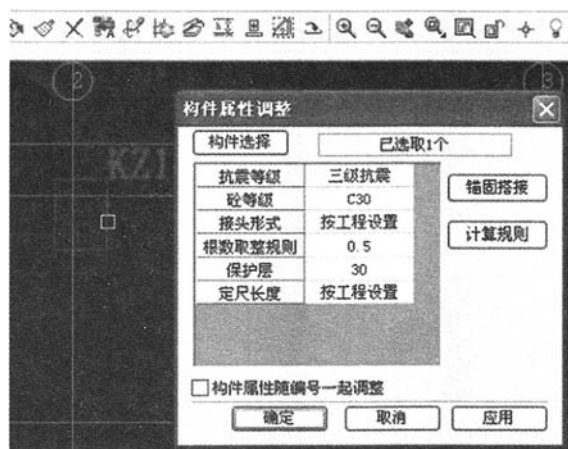 2
3
KZ1
构件属性调整
构件选择 已选取1个
抗震等级 三级抗震
砼等级 C30
接头形式 按工程设置
根数取整规则 0.5
保护层 30
定尺长度 按工程设置
锚固搭接
计算规则
构件属性随编号一起调整
确定 取消 应用